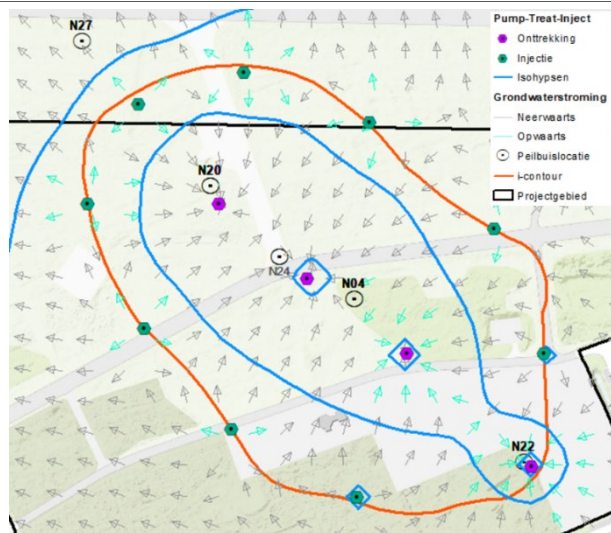 N27
N20
N24
N04
N22
Pump-Treat-Inject
Onttrekking
Injectie
Isohypsen
Grondwaterstroming
Neerwaarts
Opwaarts
Peilbuislocatie
i-contour
Projectgebied